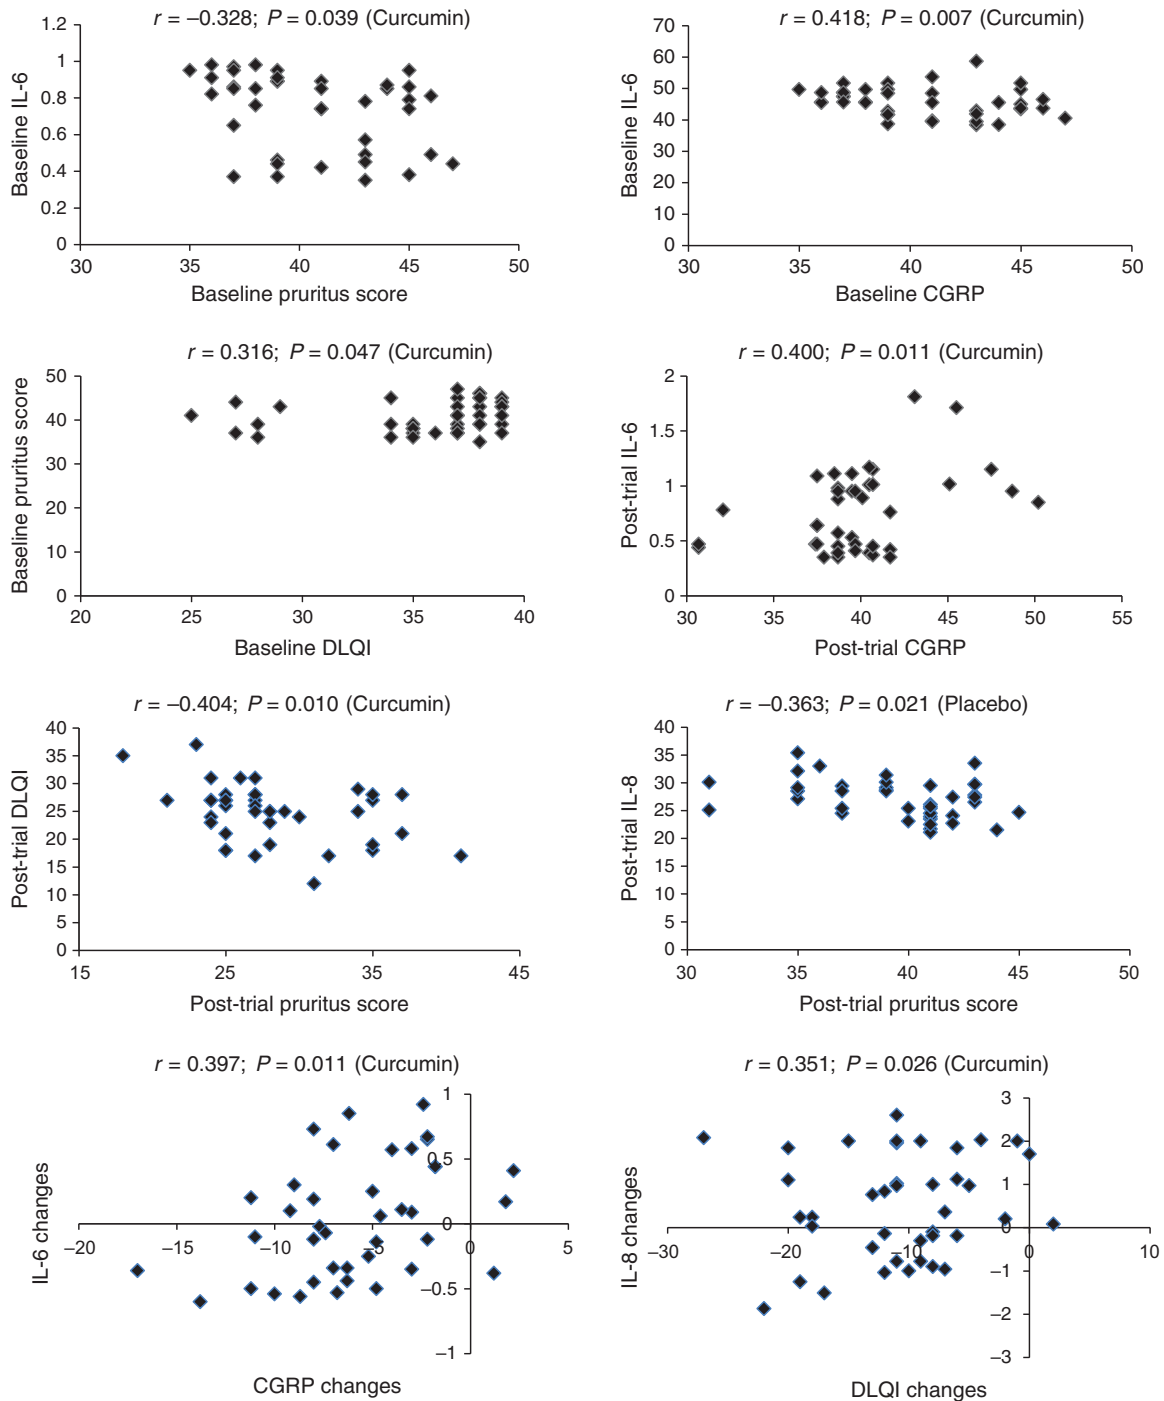 r = –0.328; P = 0.039 (Curcumin)
1.2
1
0.8
0.6
0.4
0.2
0
30 35 40 45 50
Baseline IL-6
Baseline pruritus score
r = 0.418; P = 0.007 (Curcumin)
70
60
50
40
30
20
10
0
30 35 40 45 50
Baseline IL-6
Baseline CGRP
r = 0.316; P = 0.047 (Curcumin)
50
40
30
20
10
0
20 25 30 35 40
Baseline pruritus score
Baseline DLQI
r = 0.400; P = 0.011 (Curcumin)
2
1.5
1
0.5
0
30 35 40 45 50 55
Post-trial IL-6
Post-trial CGRP
r = –0.404; P = 0.010 (Curcumin)
40
35
30
25
20
15
10
5
0
15 25 35 45
Post-trial DLQI
Post-trial pruritus score
r = –0.363; P = 0.021 (Placebo)
40
35
30
25
20
15
10
5
0
30 35 40 45 50
Post-trial IL-8
Post-trial pruritus score
r = 0.397; P = 0.011 (Curcumin)
1
0.5
0
–0.5
–1
–20 –15 –10 –5 5
IL-6 changes
CGRP changes
r = 0.351; P = 0.026 (Curcumin)
3
2
1
0
–1
–2
–3
–30 –20 –10 10
IL-8 changes
DLQI changes